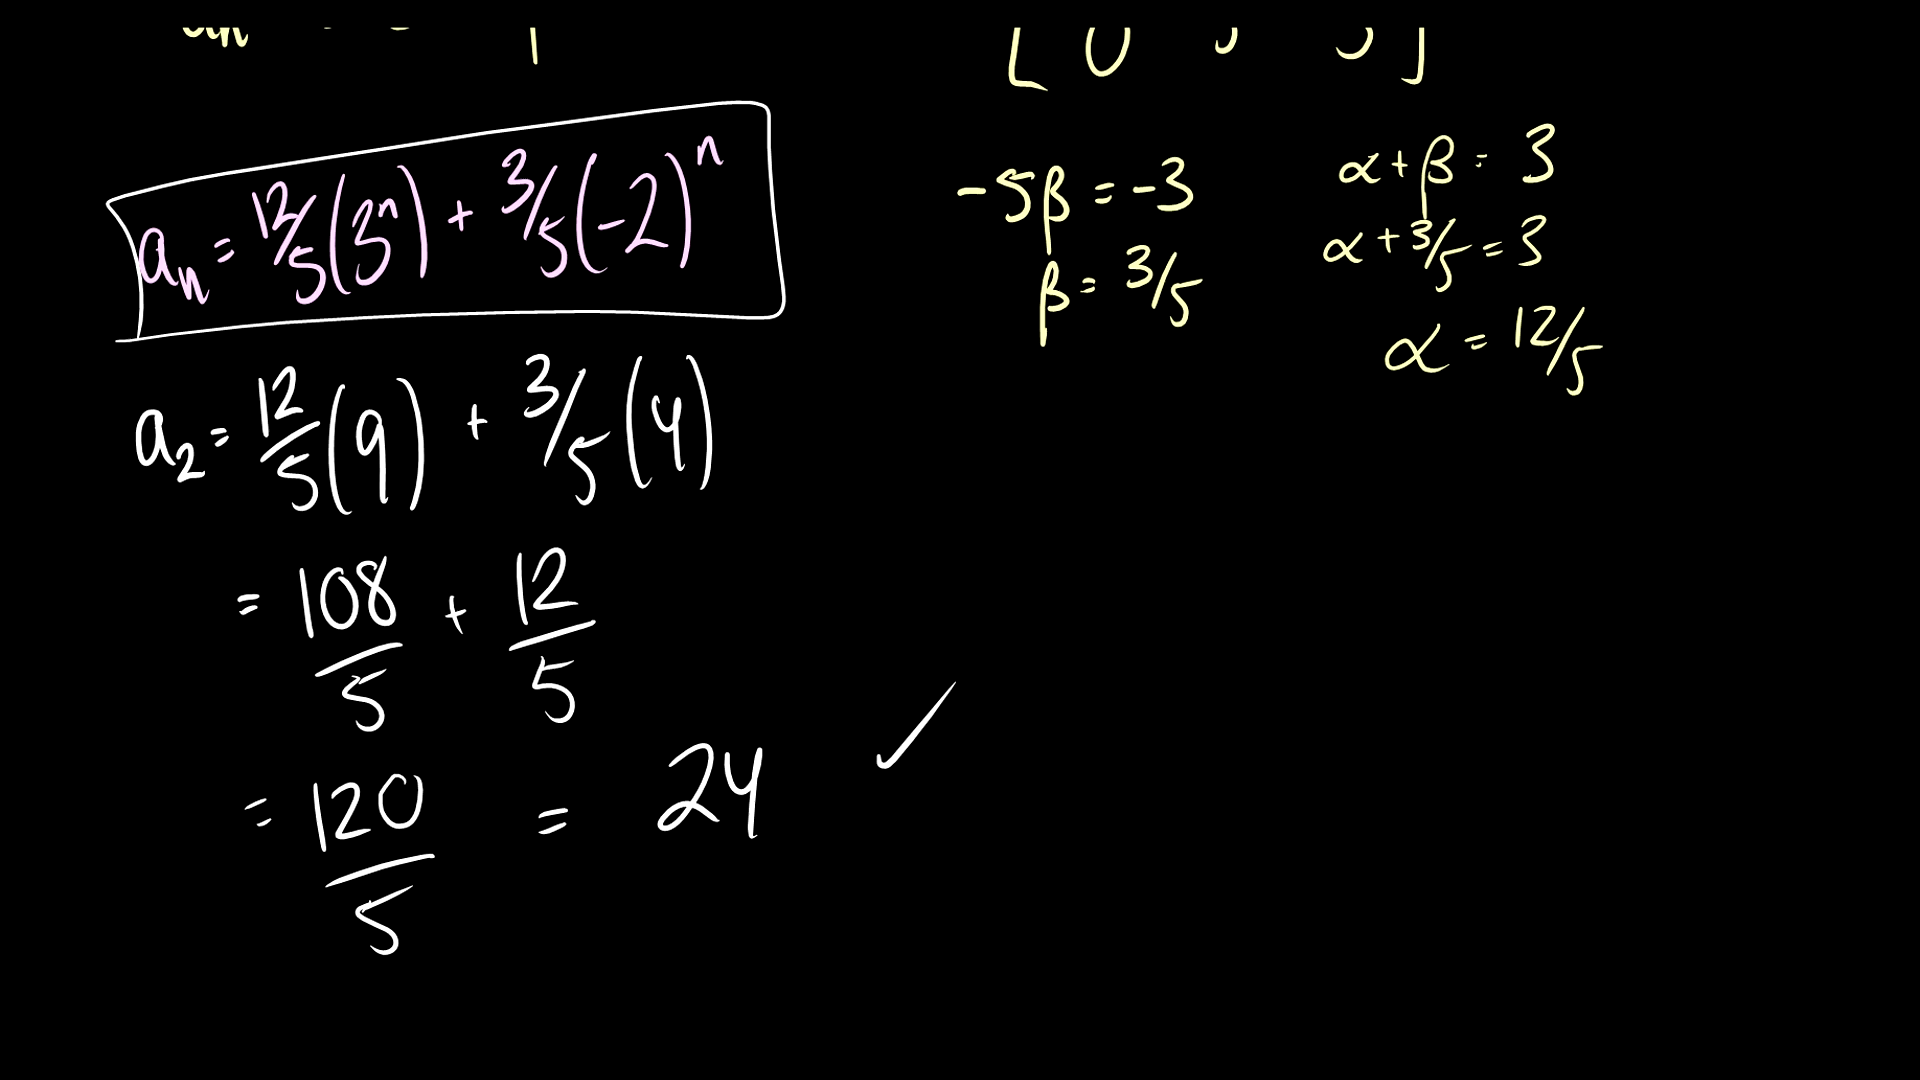 aₙ = 12/5 (3ⁿ) + 3/5 (-2)ⁿ
a₂ = 12/5 (9) + 3/5 (4)
= 108/5 + 12/5
= 120/5 = 24 ✓
-5β = -3
β = 3/5
α + β = 3
α + 3/5 = 3
α = 12/5